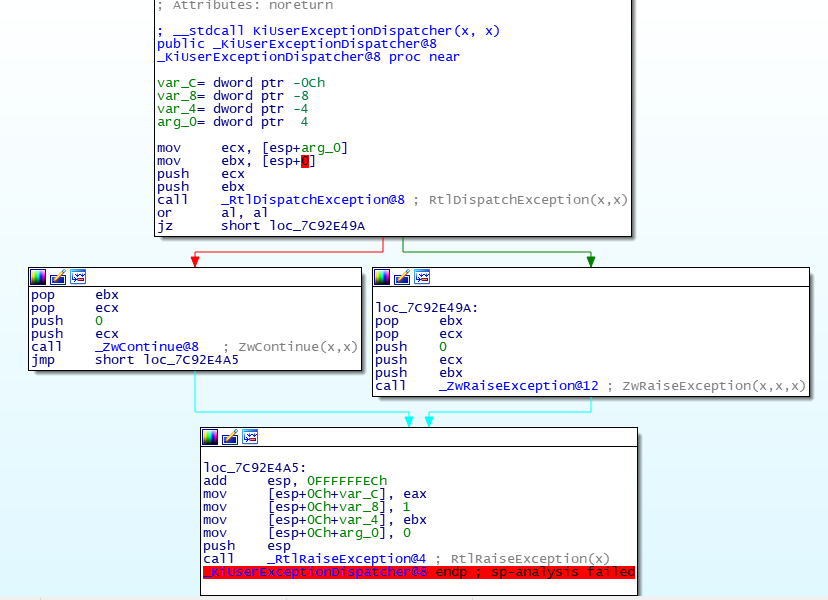 ; Attributes: noreturn
; __stdcall KiUserExceptionDispatcher(x, x)
public _KiUserExceptionDispatcher@8
_KiUserExceptionDispatcher@8 proc near
var_C= dword ptr -0Ch
var_8= dword ptr -8
var_4= dword ptr -4
arg_0= dword ptr  4
mov     ecx, [esp+arg_0]
mov     ebx, [esp+0]
push    ecx
push    ebx
call    _RtlDispatchException@8 ; RtlDispatchException(x,x)
or      al, al
jz      short loc_7C92E49A
pop     ebx
pop     ecx
push    0
push    ecx
call    _ZwContinue@8   ; ZwContinue(x,x)
jmp     short loc_7C92E4A5
loc_7C92E49A:
pop     ebx
pop     ecx
push    0
push    ecx
push    ebx
call    _ZwRaiseException@12 ; ZwRaiseException(x,x,x)
loc_7C92E4A5:
add     esp, 0FFFFFFECh
mov     [esp+0Ch+var_C], eax
mov     [esp+0Ch+var_8], 1
mov     [esp+0Ch+var_4], ebx
mov     [esp+0Ch+arg_0], 0
push    esp
call    _RtlRaiseException@4 ; RtlRaiseException(x)
_KiUserExceptionDispatcher@8 endp ; sp-analysis failed